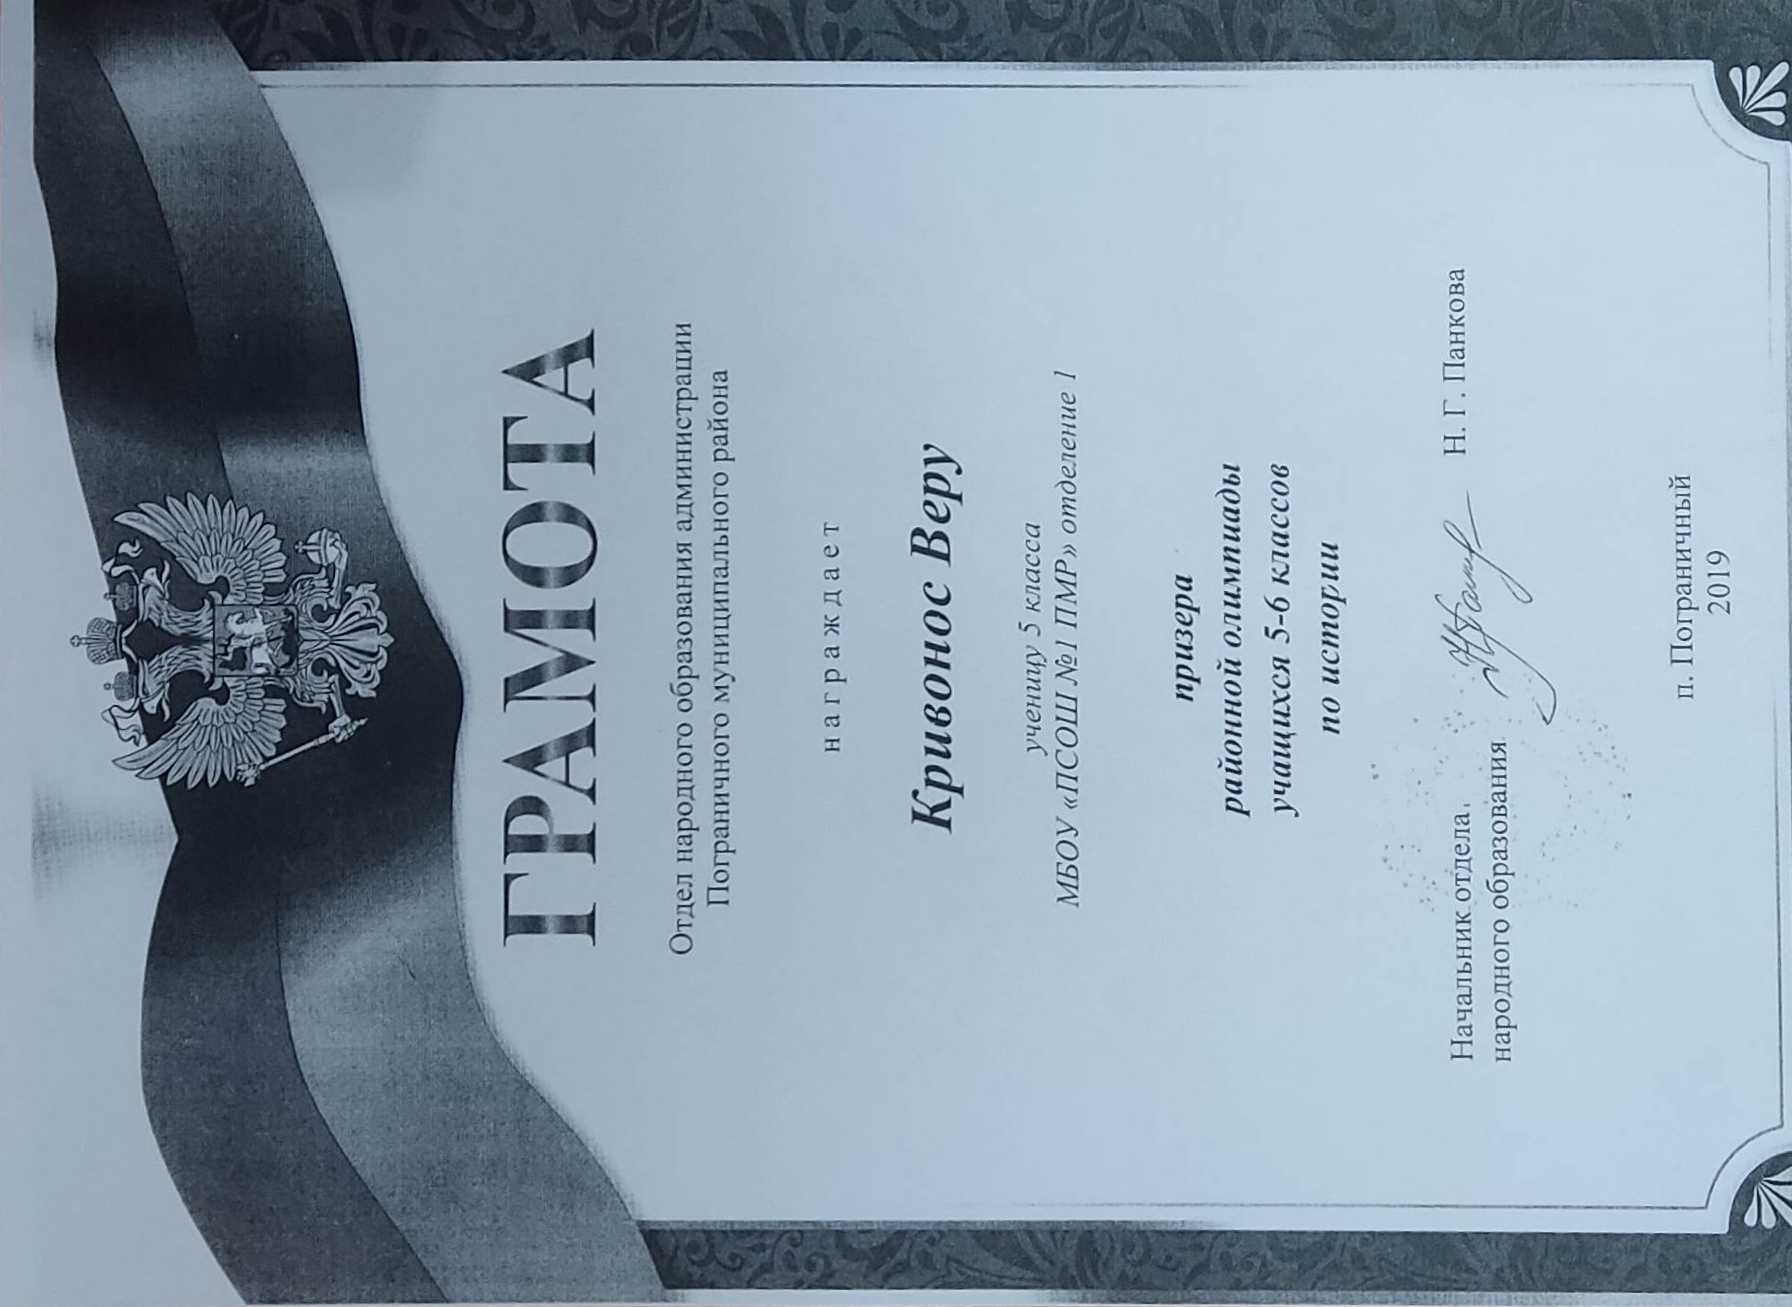 ГРАМОТА
Отдел народного образования администрации
Пограничного муниципального района
награждает
Кривонос Веру
ученицу 5 класса
МБОУ «ПСОШ №1 ПМР» отделение 1
призера
районной олимпиады
учащихся 5-6 классов
по истории
Начальник отдела
народного образования
Н. Г. Панкова
п. Пограничный
2019